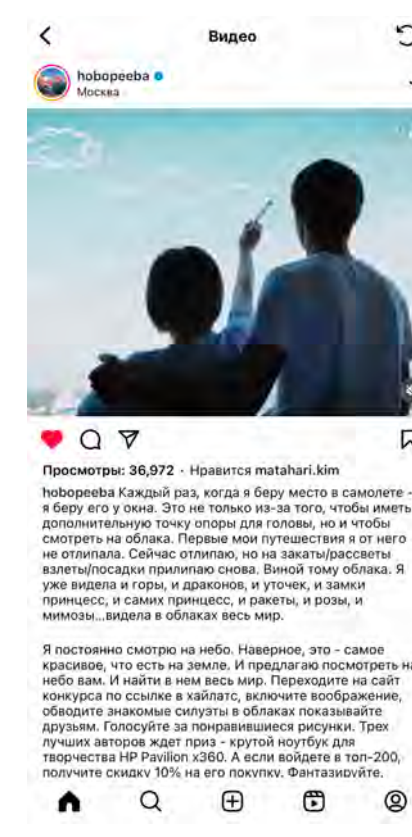 Видео
hobopeeba
Москва
Просмотры: 36,972 · Нравится matahari.kim
hobopeeba Каждый раз, когда я беру место в самолете -
я беру его у окна. Это не только из-за того, чтобы иметь
дополнительную точку опоры для головы, но и чтобы
смотреть на облака. Первые мои путешествия я от него
не отлипала. Сейчас отлипаю, но на закаты/рассветы
взлеты/посадки прилипаю снова. Виной тому облака. Я
уже видела и горы, и драконов, и уточек, и замки
принцесс, и самих принцесс, и ракеты, и розы, и
мимозы...видела в облаках весь мир.
Я постоянно смотрю на небо. Наверное, это - самое
красивое, что есть на земле. И предлагаю посмотреть на
небо вам. И найти в нем весь мир. Переходите на сайт
конкурса по ссылке в хайлатс, включите воображение,
обводите знакомые силуэты в облаках показывайте
друзьям. Голосуйте за понравившиеся рисунки. Трех
лучших авторов ждет приз - крутой ноутбук для
творчества HP Pavilion x360. А если войдете в топ-200,
получите скидку 10% на его покупку. Фантазируйте.